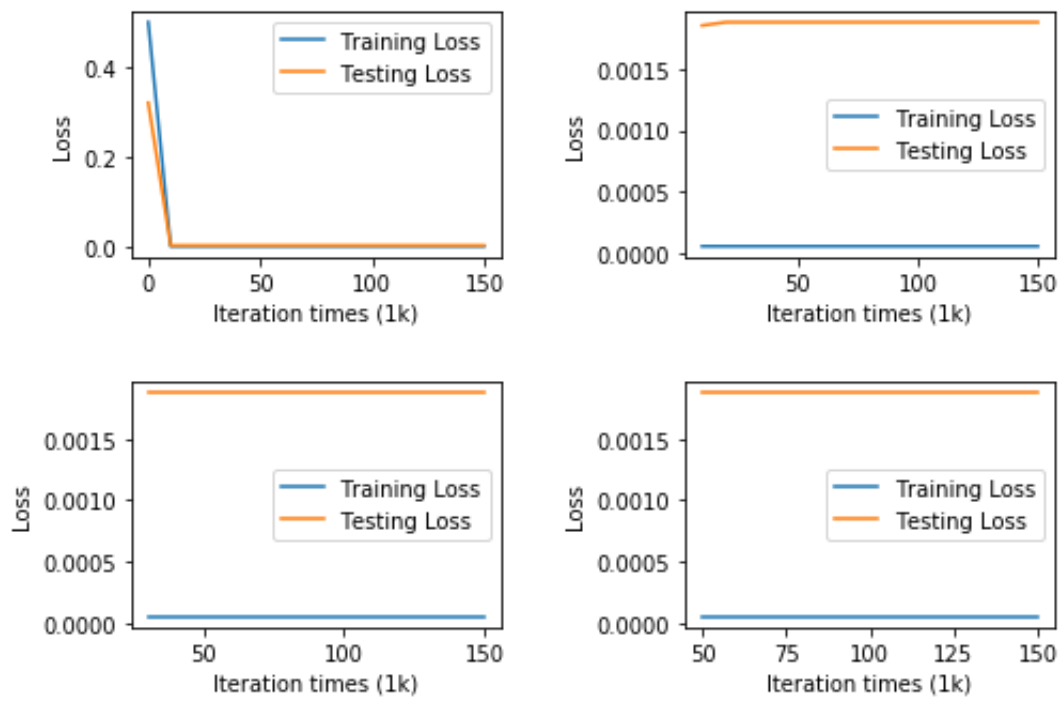 0.4
0.2
0.0
Loss
Training Loss
Testing Loss
0 50 100 150
Iteration times (1k)
0.0015
0.0010
0.0005
0.0000
Loss
Training Loss
Testing Loss
50 100 150
Iteration times (1k)
0.0015
0.0010
0.0005
0.0000
Loss
Training Loss
Testing Loss
50 100 150
Iteration times (1k)
0.0015
0.0010
0.0005
0.0000
Loss
Training Loss
Testing Loss
50 75 100 125 150
Iteration times (1k)